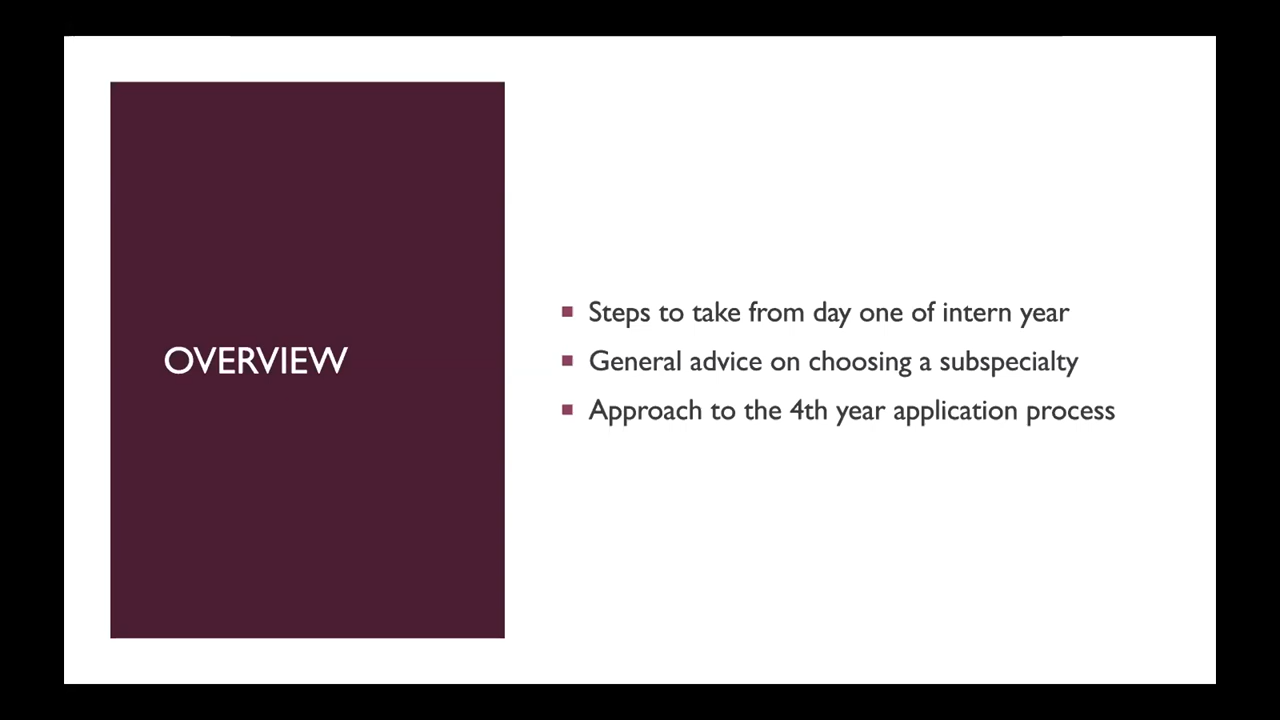 OVERVIEW
Steps to take from day one of intern year
General advice on choosing a subspecialty
Approach to the 4th year application process